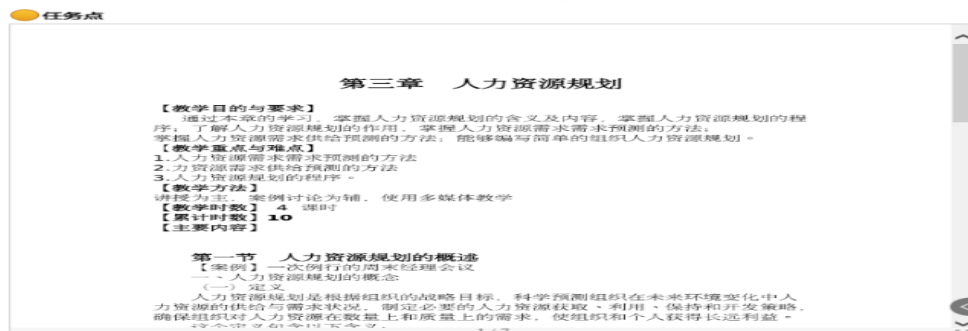 任务点
第三章 人力资源规划
【教学目的与要求】
通过本章的学习，掌握人力资源规划的含义及内容，掌握人力资源规划的程
序；了解人力资源规划的作用，掌握人力资源需求需求预测的方法；
掌握人力资源需求供给预测的方法；能够编写简单的组织人力资源规划。
【教学重点与难点】
1.人力资源需求需求预测的方法
2.力资源需求供给预测的方法
3.人力资源规划的程序。
【教学方法】
讲授为主，案例讨论为辅，使用多媒体教学
【教学时数】 4 课时
【累计时数】10
【主要内容】
第一节 人力资源规划的概述
【案例】一次例行的周末经理会议
一、人力资源规划的概念:
（一）定义
人力资源规划是根据组织的战略目标，科学预测组织在未来环境变化中人
力资源的供给与需求状况，制定必要的人力资源获取、利用、保持和开发策略，
确保组织对人力资源在数量上和质量上的需求，使组织和个人获得长远利益。
这个定义包含以下含义：